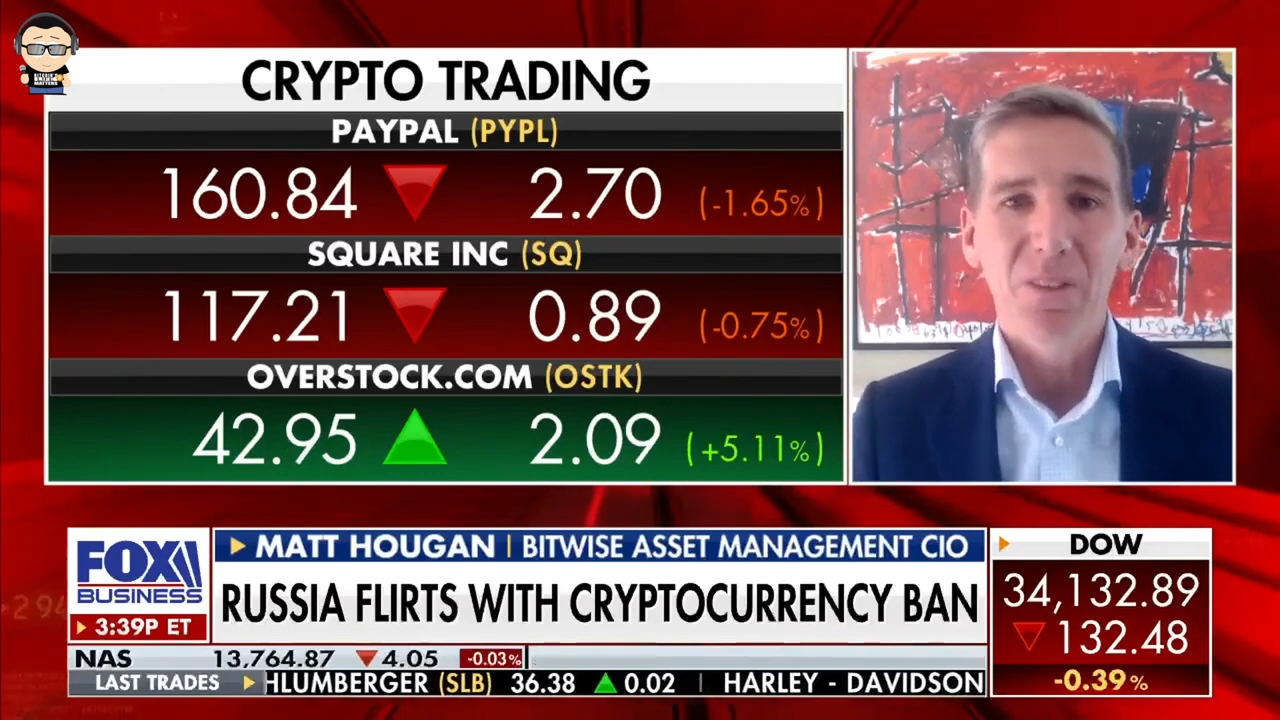 CRYPTO TRADING
PAYPAL (PYPL)
160.84 ▼ 2.70 (-1.65%)
SQUARE INC (SQ)
117.21 ▼ 0.89 (-0.75%)
OVERSTOCK.COM (OSTK)
42.95 ▲ 2.09 (+5.11%)
FOX
BUSINESS
3:39P ET
MATT HOUGAN | BITWISE ASSET MANAGEMENT CIO
RUSSIA FLIRTS WITH CRYPTOCURRENCY BAN
DOW
34,132.89
▼ 132.48
-0.39%
NAS 13,764.87 ▼ 4.05 -0.03%
LAST TRADES HLUMBERGER (SLB) 36.38 ▲ 0.02 | HARLEY - DAVIDSON